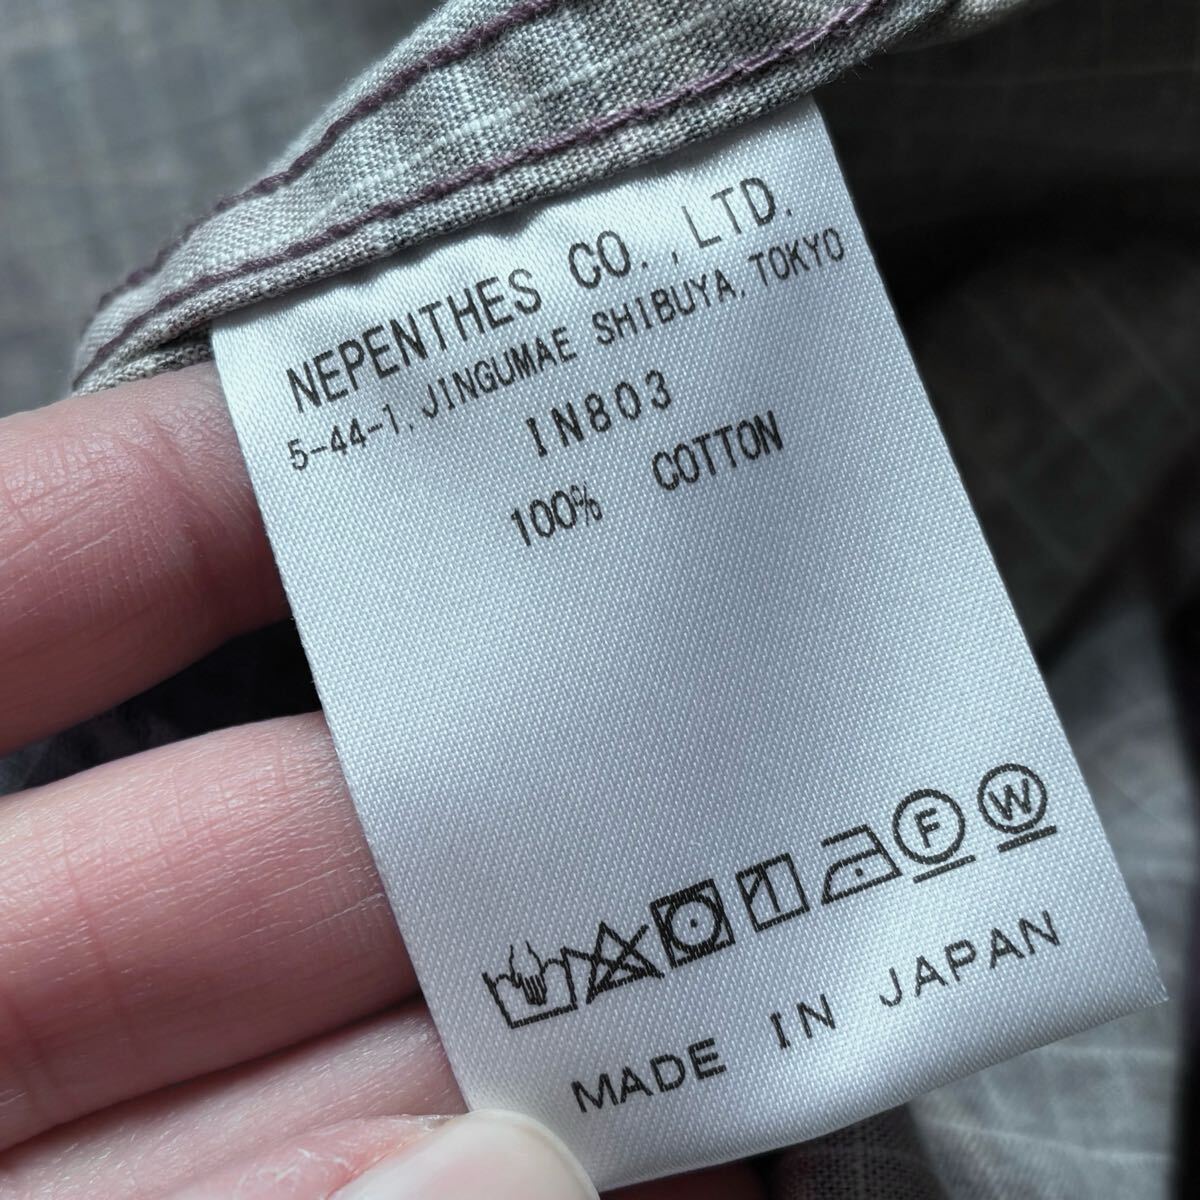 NEPENTHES CO.,LTD.
5-44-1, JINGUMAE SHIBUYA, TOKYO
IN803
100% COTTON
F W
MADE IN JAPAN